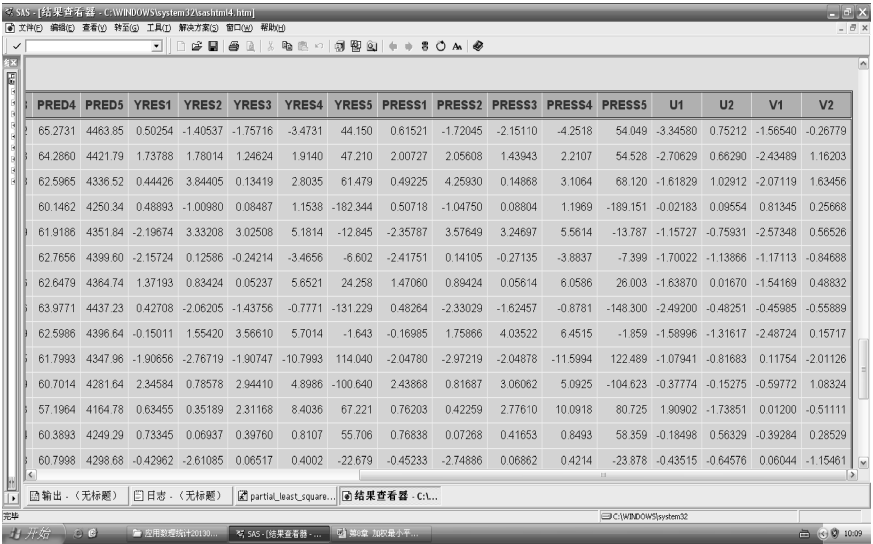 SAS - [结果查看器 - C:\WINDOWS\system32\sashtml4.htm]
文件(F) 编辑(E) 查看(V) 转至(G) 工具(T) 解决方案(S) 窗口(W) 帮助(H)
PRED4 PRED5 YRES1 YRES2 YRES3 YRES4 YRES5 PRESS1 PRESS2 PRESS3 PRESS4 PRESS5 U1 U2 V1 V2
65.2731 4463.85 0.50254 -1.40537 -1.75716 -3.4731 44.150 0.61521 -1.72045 -2.15110 -4.2518 54.049 -3.34580 0.75212 -1.56540 -0.26779
64.2860 4421.79 1.73788 1.78014 1.24624 1.9140 47.210 2.00727 2.05608 1.43943 2.2107 54.528 -2.70629 0.66290 -2.43489 1.16203
62.5965 4336.52 0.44426 3.84405 0.13419 2.8035 61.479 0.49225 4.25930 0.14868 3.1064 68.120 -1.61829 1.02912 -2.07119 1.63456
60.1462 4250.34 0.48893 -1.00980 0.08487 1.1538 -182.344 0.50718 -1.04750 0.08804 1.1969 -189.151 -0.02183 0.09554 0.81345 0.25668
61.9186 4351.84 -2.19674 3.33208 3.02508 5.1814 -12.845 -2.35787 3.57649 3.24697 5.5614 -13.787 -1.15727 -0.75931 -2.57348 0.56526
62.7656 4399.60 -2.15724 0.12586 -0.24214 -3.4656 -6.602 -2.41751 0.14105 -0.27135 -3.8837 -7.399 -1.70022 -1.13866 -1.17113 -0.84688
62.6479 4364.74 1.37193 0.83424 0.05237 5.6521 24.258 1.47060 0.89424 0.05614 6.0586 26.003 -1.63870 0.01670 -1.54169 0.48832
63.9771 4437.23 0.42708 -2.06205 -1.43756 -0.7771 -131.229 0.48264 -2.33029 -1.62457 -0.8781 -148.300 -2.49200 -0.48251 -0.45985 -0.55889
62.5986 4396.64 -0.15011 1.55420 3.56610 5.7014 -1.643 -0.16985 1.75866 4.03522 6.4515 -1.859 -1.58996 -1.31617 -2.48724 0.15717
61.7993 4347.96 -1.90656 -2.76719 -1.90747 -10.7993 114.040 -2.04780 -2.97219 -2.04878 -11.5994 122.489 -1.07941 -0.81683 0.11754 -2.01126
60.7014 4281.64 2.34584 0.78578 2.94410 4.8986 -100.640 2.43868 0.81687 3.06062 5.0925 -104.623 -0.37774 -0.15275 -0.59772 1.08324
57.1964 4164.78 0.63455 0.35189 2.31168 8.4036 67.221 0.76203 0.42259 2.77610 10.0918 80.725 1.90902 -1.73851 0.01200 -0.51111
60.3893 4249.29 0.73345 0.06937 0.39760 0.8107 55.706 0.76838 0.07268 0.41653 0.8493 58.359 -0.18498 0.56329 -0.39284 0.28529
60.7998 4298.68 -0.42962 -2.61085 0.06517 0.4002 -22.679 -0.45233 -2.74886 0.06862 0.4214 -23.878 -0.43515 -0.64576 0.06044 -1.15461
输出 - (无标题) 日志 - (无标题) partial_least_square... 结果查看器 - C:\...
完毕 C:\WINDOWS\system32
开始 应用数理统计20130... SAS - [结果查看器 - ... 10:09